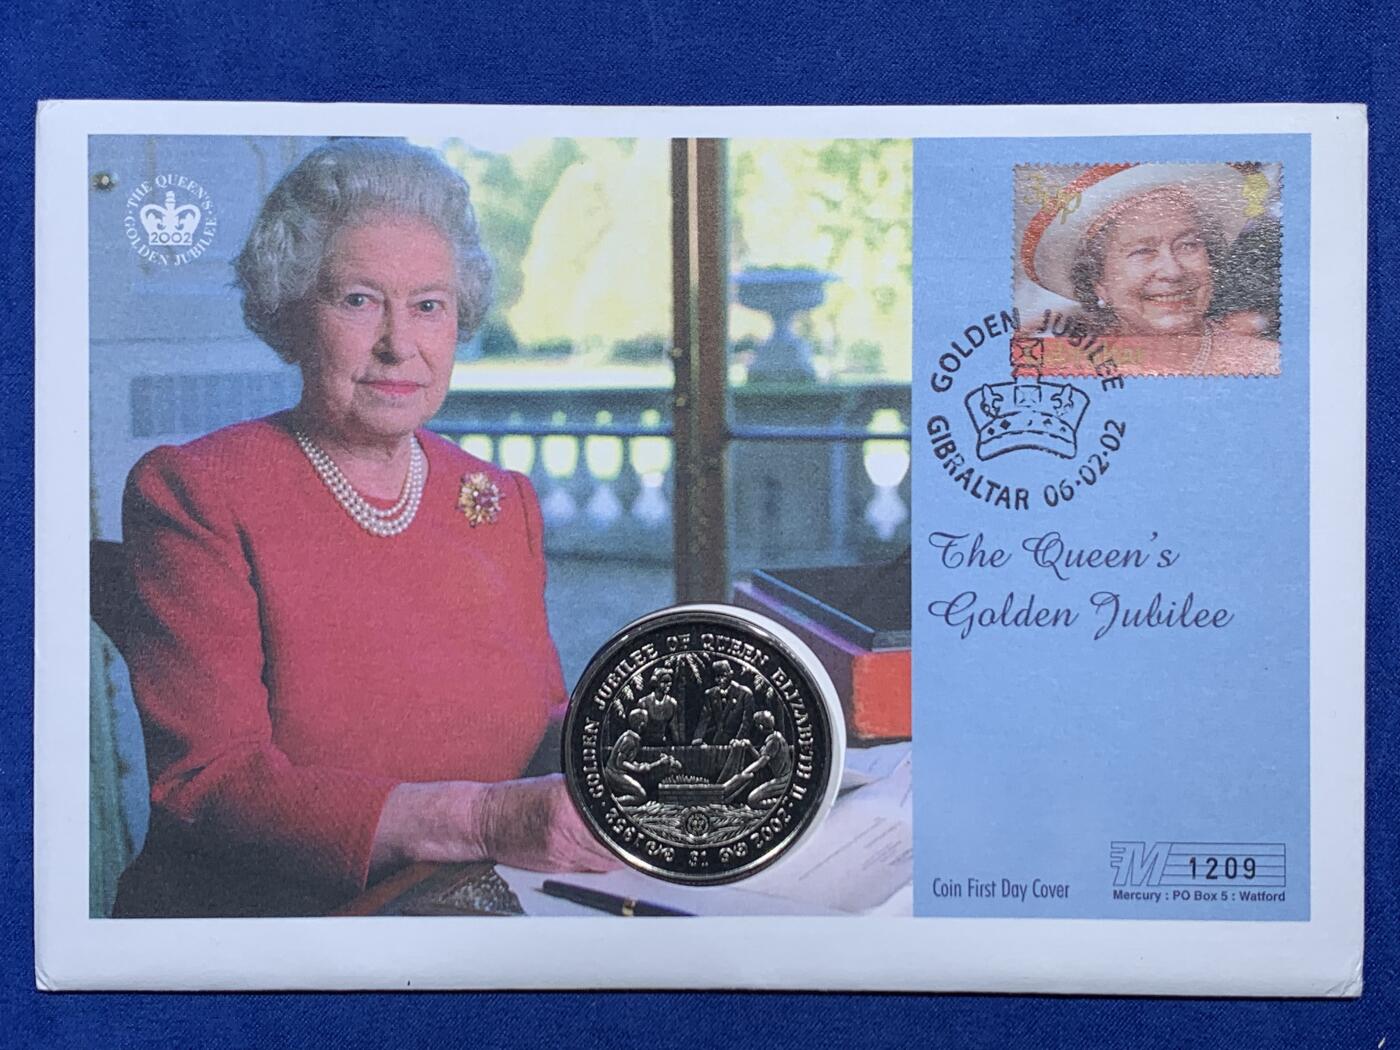 · THE QUEEN'S ·
GOLDEN JUBILEE
2002
GOLDEN JUBILEE
GIBRALTAR 06·02·02
The Queen's
Golden Jubilee
GOLDEN JUBILEE OF QUEEN ELIZABETH II · 2002
1952 ·
Coin First Day Cover
M 1209
Mercury : PO Box 5 : Watford